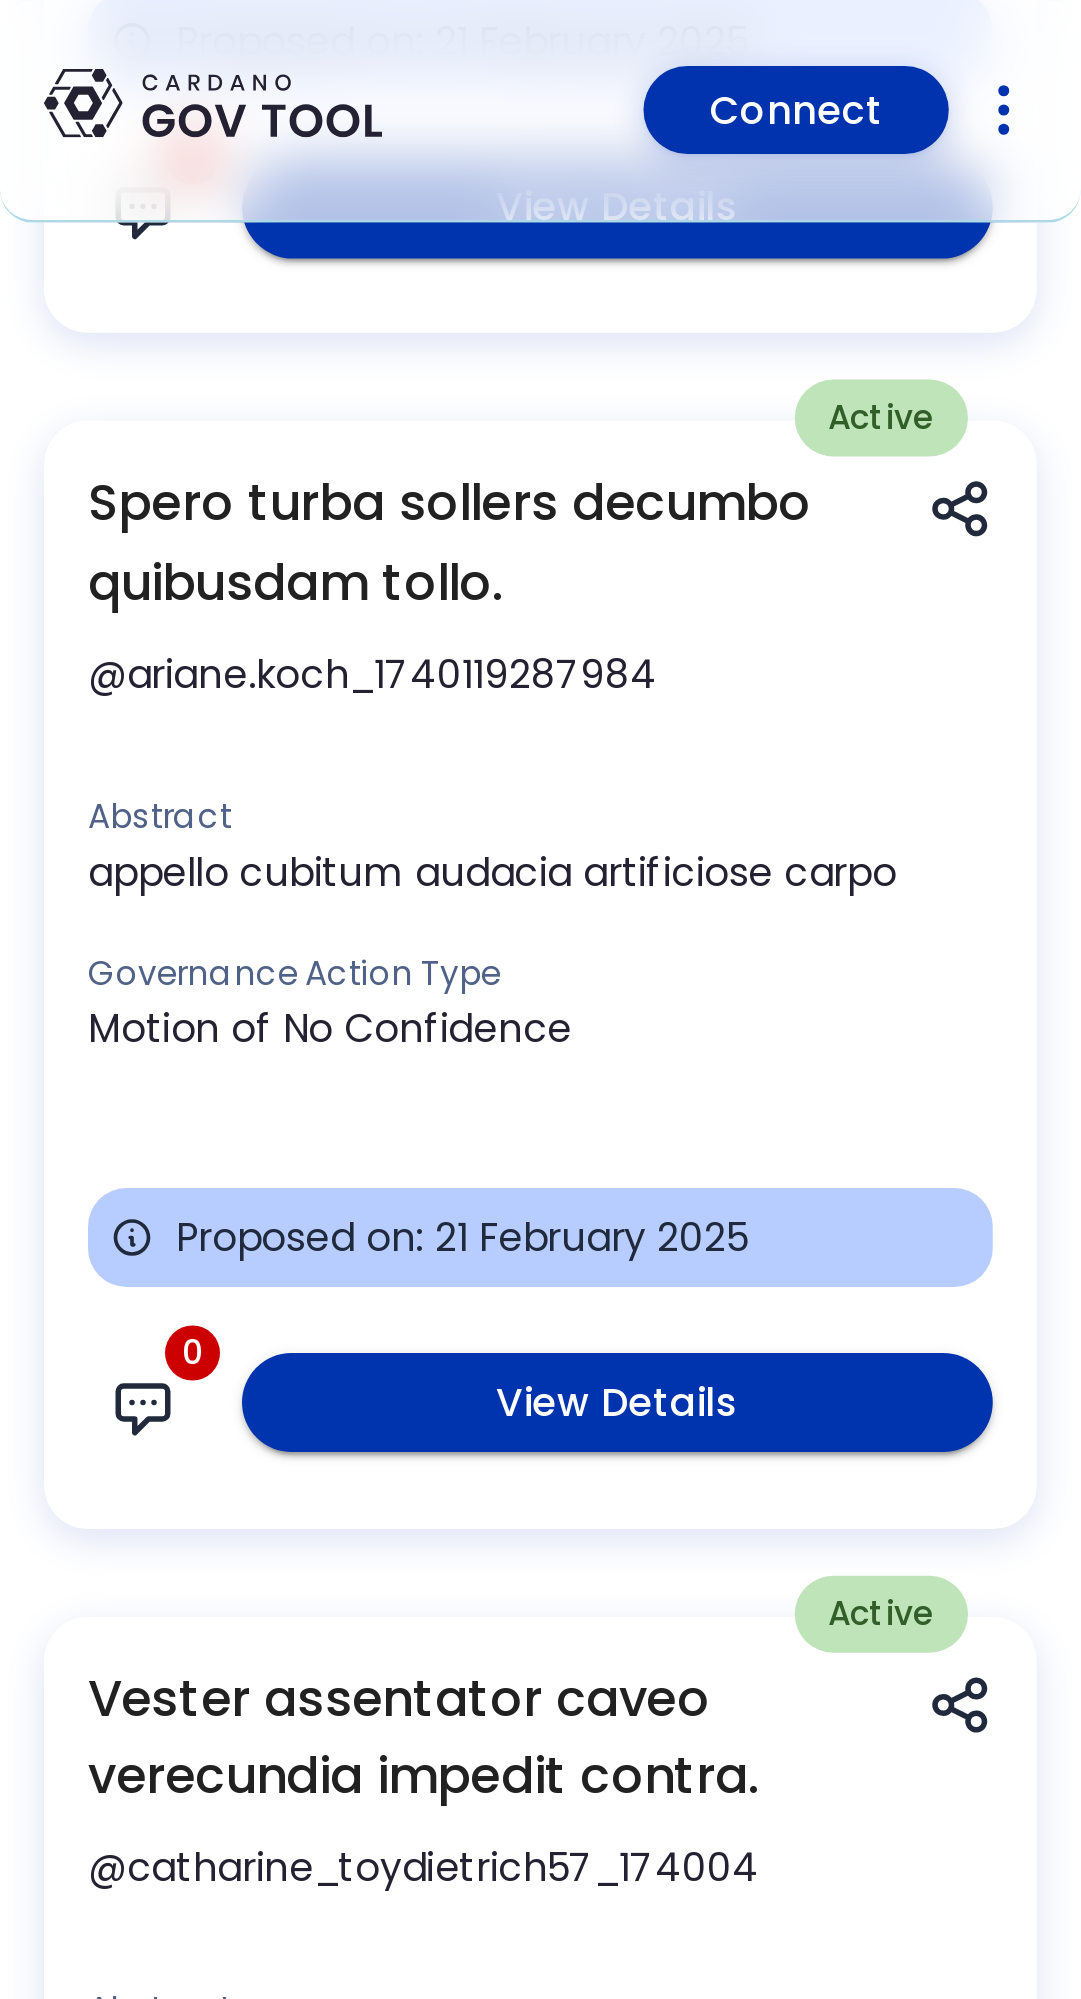 Proposed on: 21 February 2025
CARDANO
GOV TOOL
Connect
View Details
Active
Spero turba sollers decumbo
quibusdam tollo.
@ariane.koch_1740119287984
Abstract
appello cubitum audacia artificiose carpo
Governance Action Type
Motion of No Confidence
Proposed on: 21 February 2025
0
View Details
Active
Vester assentator caveo
verecundia impedit contra.
@catharine_toydietrich57_174004